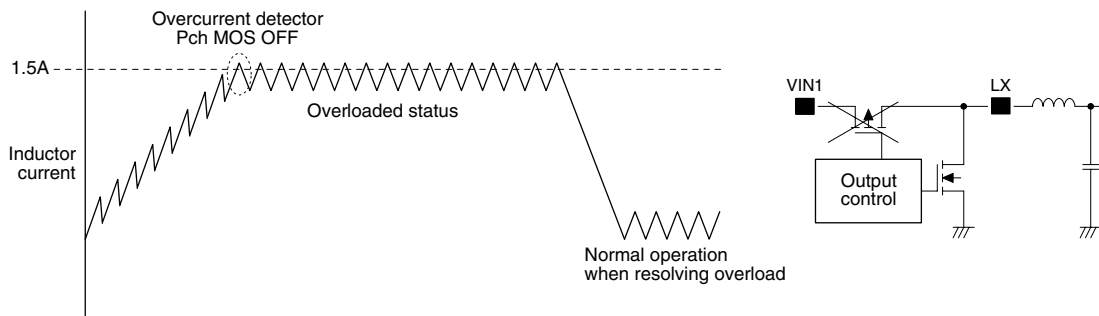 Overcurrent detector
Pch MOS OFF
1.5A
Overloaded status
Inductor
current
Normal operation
when resolving overload
VIN1
LX
Output
control